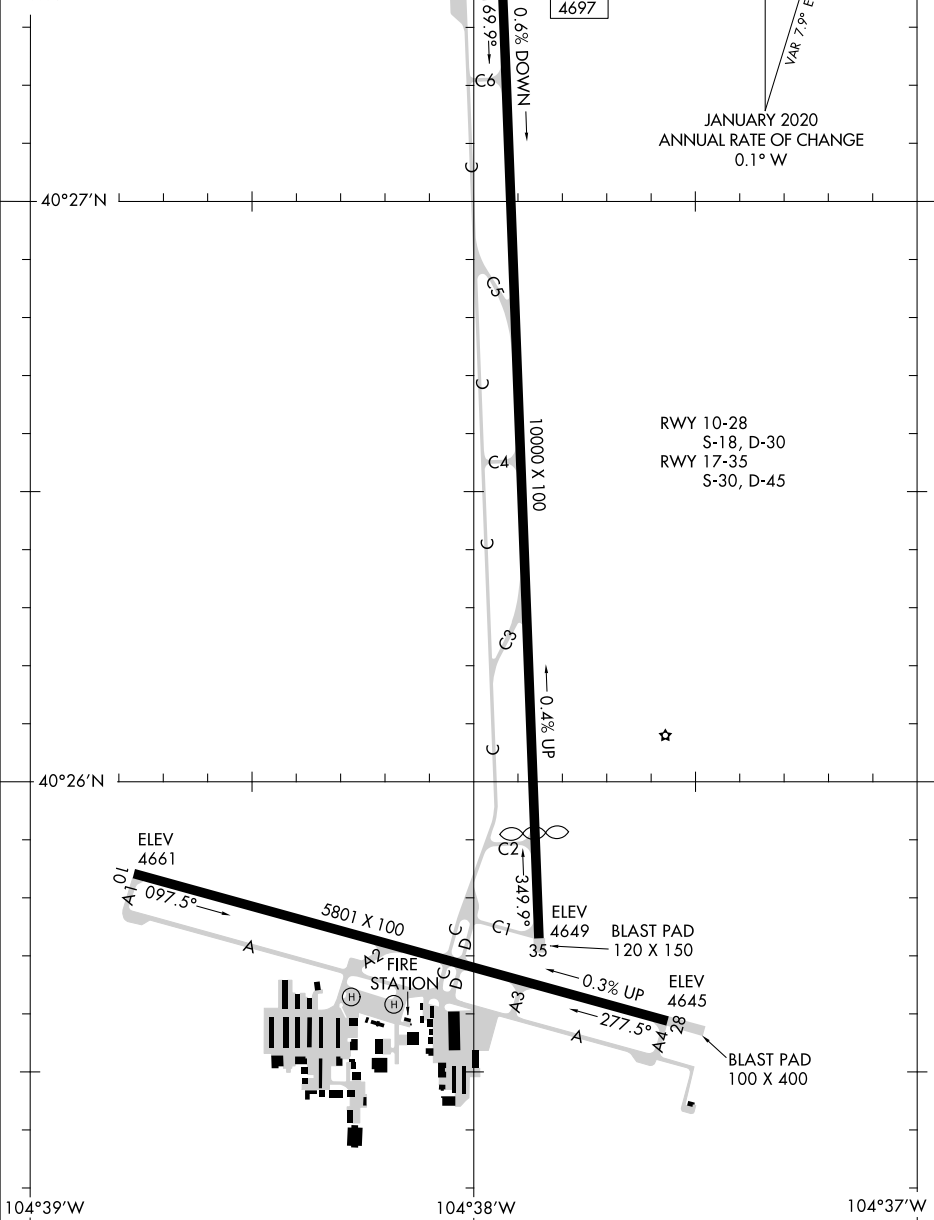 4697
69.9°
0.6% DOWN
VAR 7.9° E
C6
JANUARY 2020
ANNUAL RATE OF CHANGE
0.1° W
C
40°27'N
C5
C
RWY 10-28
S-18, D-30
RWY 17-35
S-30, D-45
10000 X 100
C4
C
C3
0.4% UP
C
40°26'N
ELEV
4661
C2
10
A1
097.5°
349.9°
5801 X 100
C1
ELEV
4649
35
BLAST PAD
120 X 150
A
C
D
A2
FIRE
STATION
C
D
0.3% UP
ELEV
4645
H
H
A3
277.5°
28
A
A4
BLAST PAD
100 X 400
104°39'W
104°38'W
104°37'W